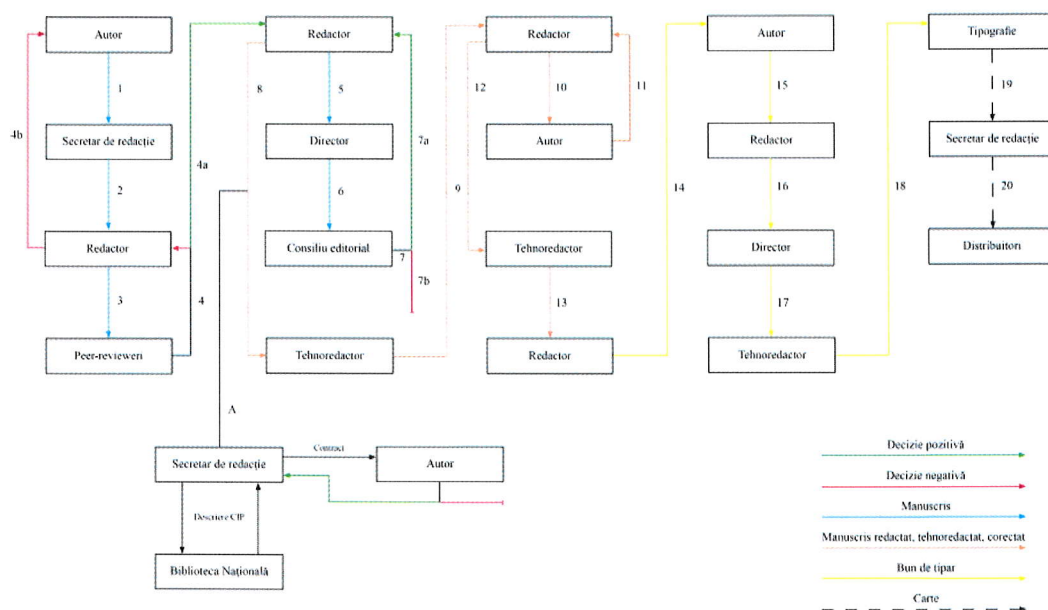 Autor
1
Secretar de redacție
2
4b
Redactor
3
4
Peer-revieweri
4a
Redactor
8
5
Director
7a
6
Consiliu editorial
7
7b
Tehnoredactor
9
Redactor
12
10
11
Autor
Tehnoredactor
13
Redactor
14
Autor
15
Redactor
16
Director
17
Tehnoredactor
18
Tipografie
19
Secretar de redacție
20
Distribuitori
A
Secretar de redacție
Contract
Autor
Descriere CIP
Biblioteca Națională
Decizie pozitivă
Decizie negativă
Manuscris
Manuscris redactat, tehnoredactat, corectat
Bun de tipar
Carte